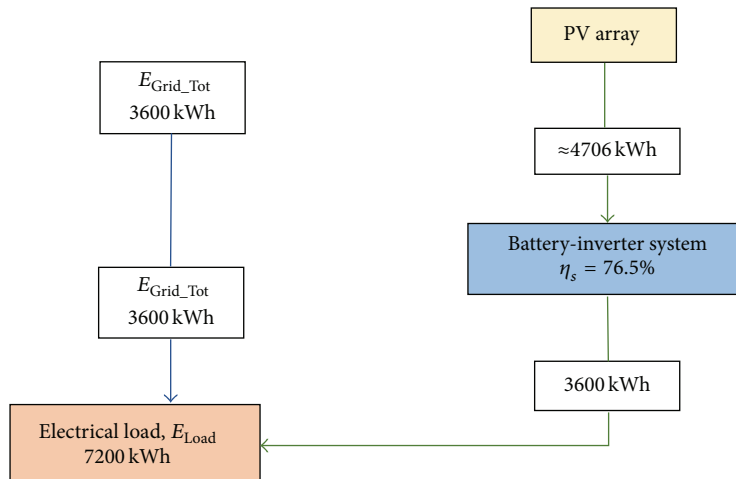 PV array
E_Grid_Tot
3600 kWh
≈4706 kWh
Battery-inverter system
η_s = 76.5%
E_Grid_Tot
3600 kWh
3600 kWh
Electrical load, E_Load
7200 kWh